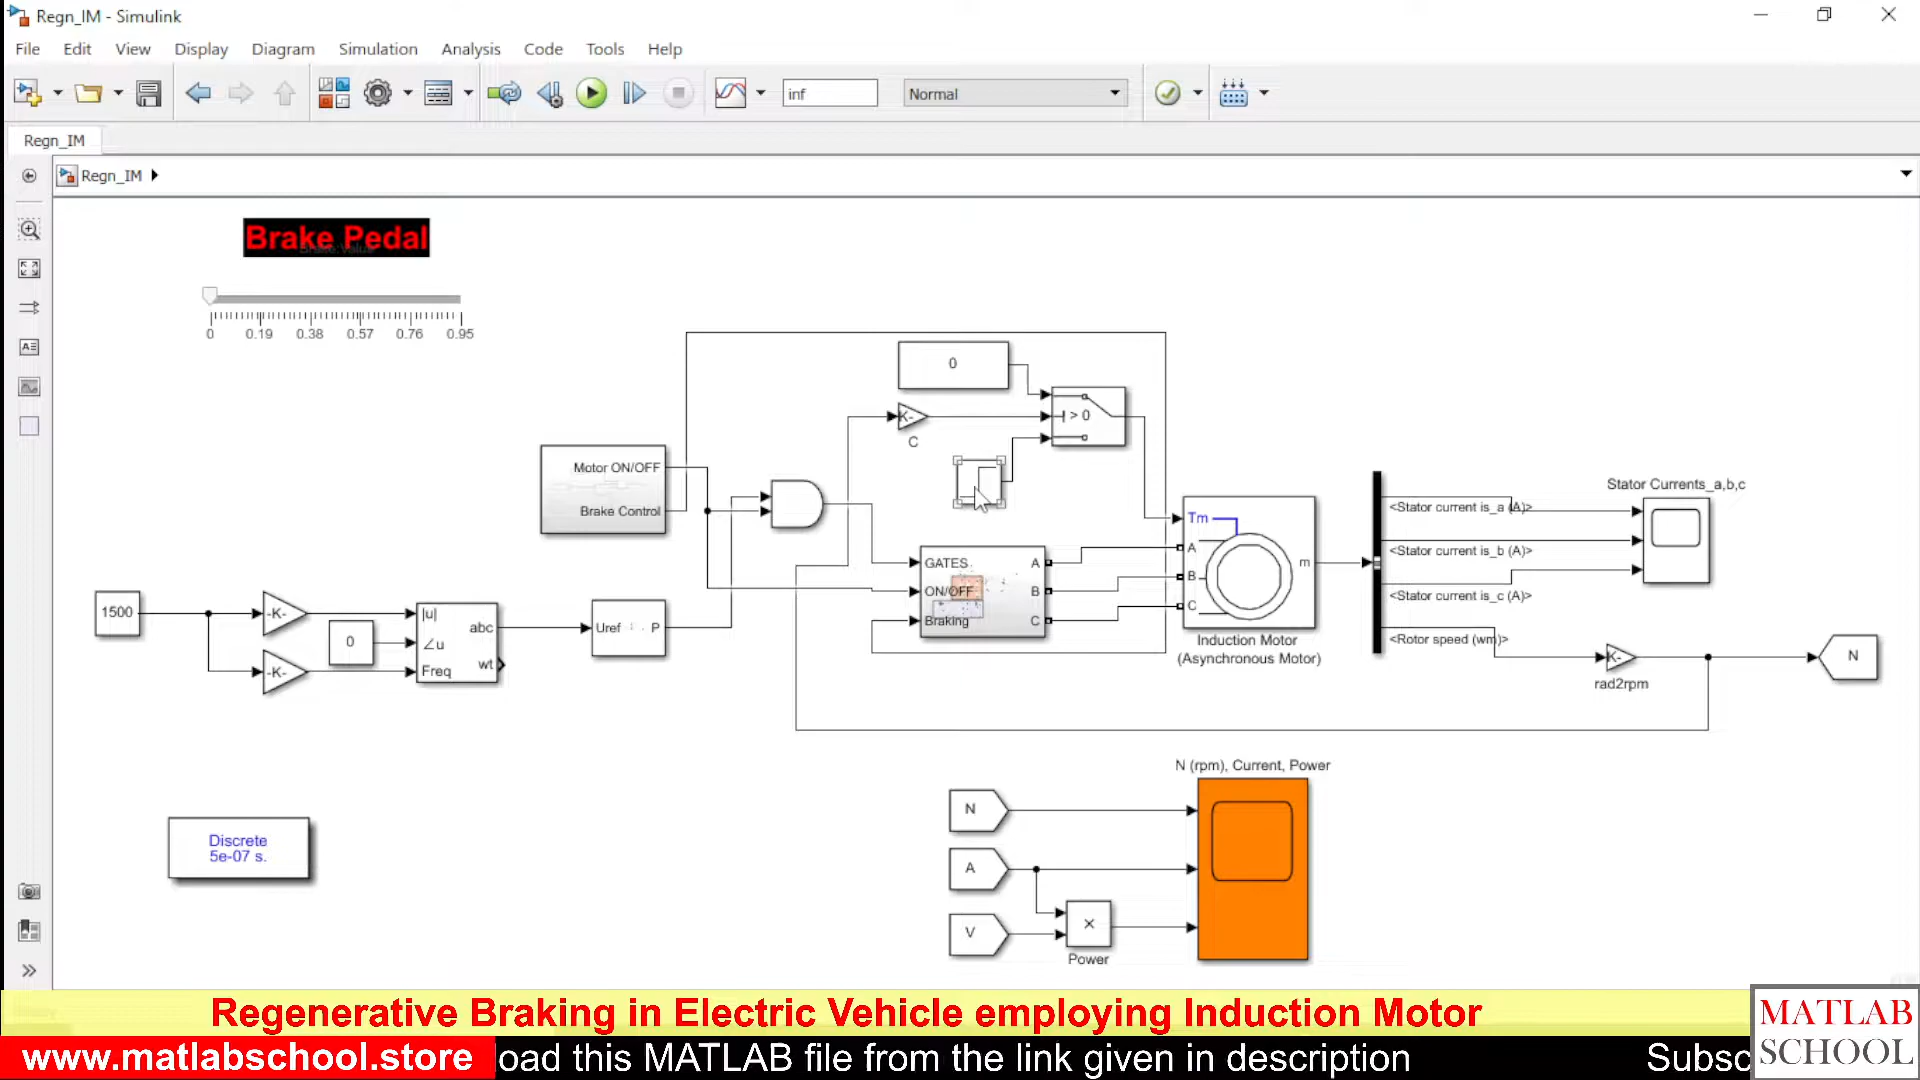 Regn_IM - Simulink
File Edit View Display Diagram Simulation Analysis Code Tools Help
inf
Normal
Regn_IM
Regn_IM
Brake Pedal
0 0.19 0.38 0.57 0.76 0.95
0
K-
> 0
C
Motor ON/OFF
Brake Control
Tm
A
B
C
m
Induction Motor
(Asynchronous Motor)
GATES
ON/OFF
Braking
A
B
C
<Stator current is_a (A)>
<Stator current is_b (A)>
<Stator current is_c (A)>
<Rotor speed (wm)>
Stator Currents_a,b,c
K-
rad2rpm
N
1500
-K-
-K-
0
|u|
∠u
Freq
abc
wt
Uref
P
Discrete
5e-07 s.
N (rpm), Current, Power
N
A
V
×
Power
Regenerative Braking in Electric Vehicle employing Induction Motor
www.matlabschool.store
load this MATLAB file from the link given in description
Subsc
MATLAB
SCHOOL